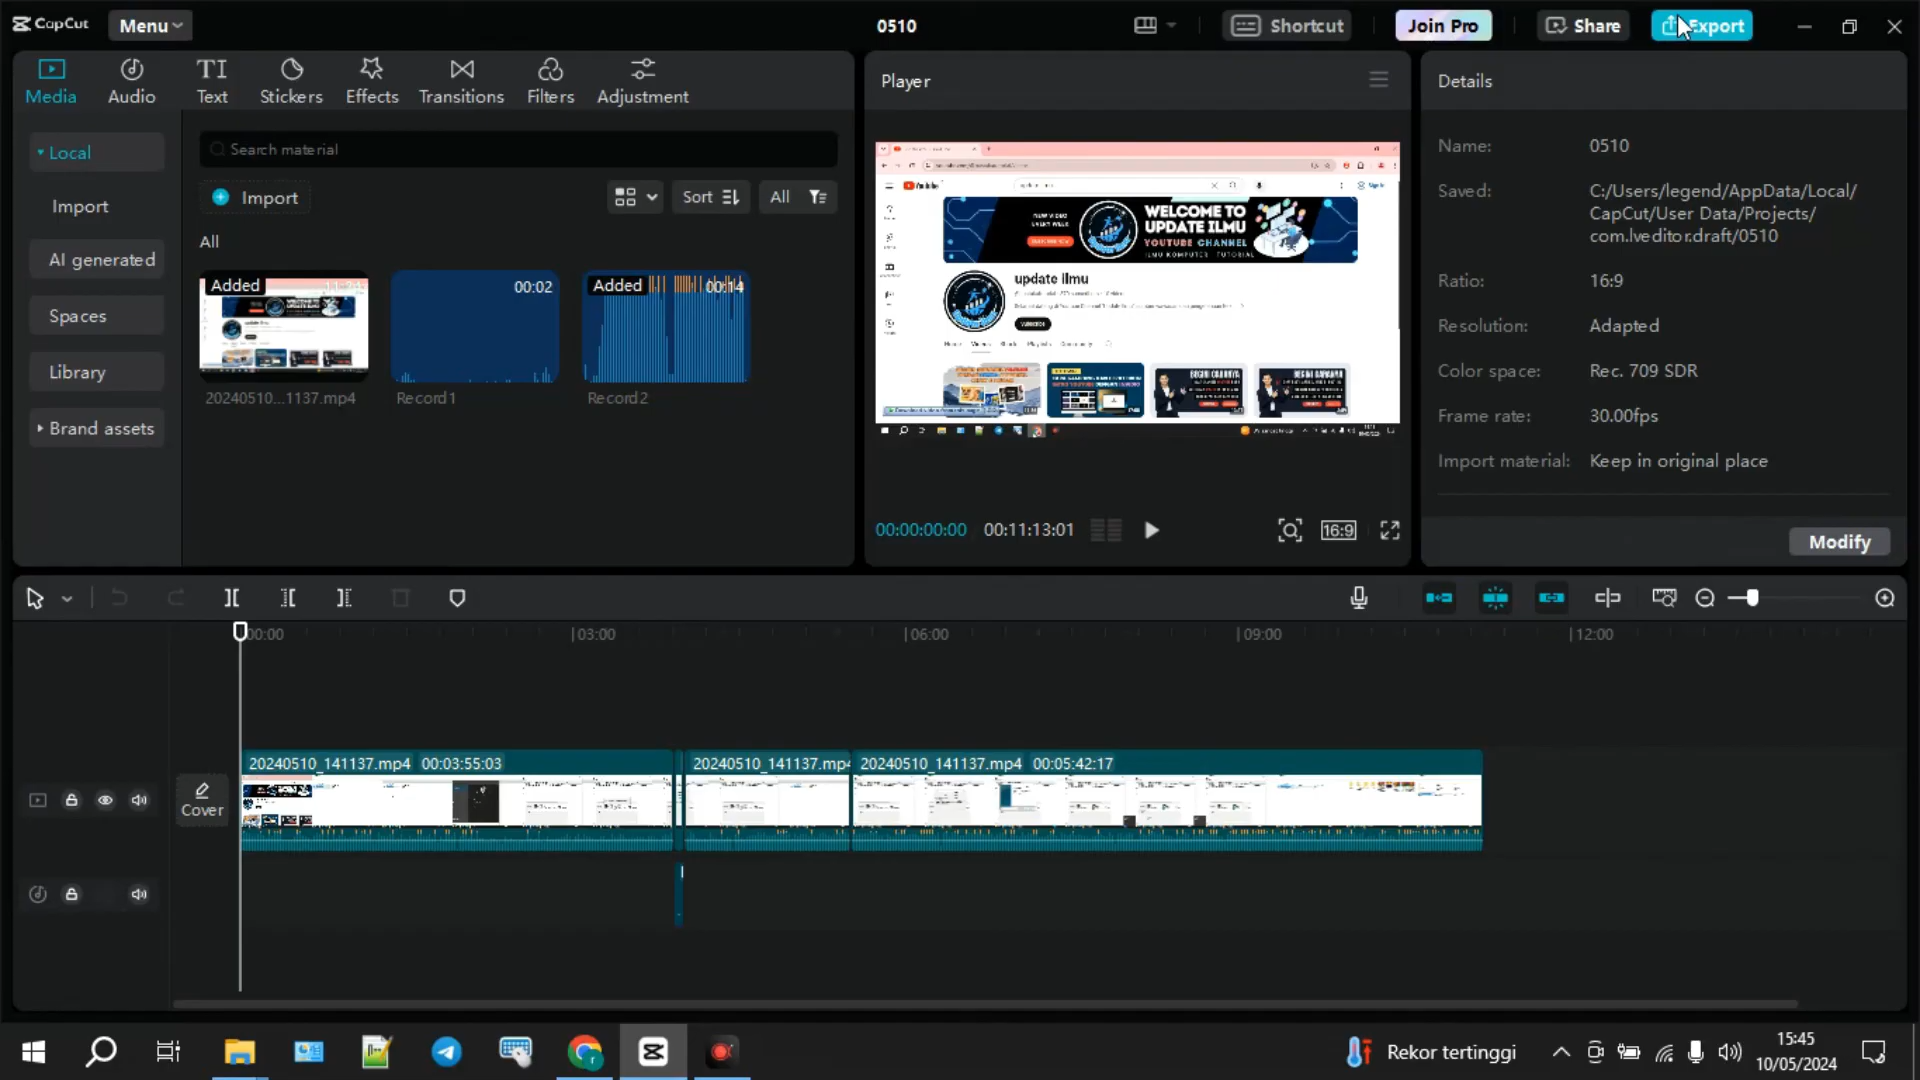 CapCut
Menu
0510
Shortcut
Join Pro
Share
Export
Media
Audio
Text
Stickers
Effects
Transitions
Filters
Adjustment
Local
Import
AI generated
Spaces
Library
Brand assets
Search material
Import
Sort
All
All
Added
20240510...1137.mp4
00:02
Record1
Added
00:14
Record2
Player
WELCOME TO
UPDATE ILMU
YOUTUBE CHANNEL
ILMU KOMPUTER - TUTORIAL
update ilmu
00:00:00:00
00:11:13:01
16:9
Details
Name: 0510
Saved: C:/Users/legend/AppData/Local/
CapCut/User Data/Projects/
com.lveditor.draft/0510
Ratio: 16:9
Resolution: Adapted
Color space: Rec. 709 SDR
Frame rate: 30.00fps
Import material: Keep in original place
Modify
00:00
03:00
06:00
09:00
12:00
Cover
20240510_141137.mp4 00:03:55:03
20240510_141137.mp4
20240510_141137.mp4 00:05:42:17
Rekor tertinggi
15:45
10/05/2024